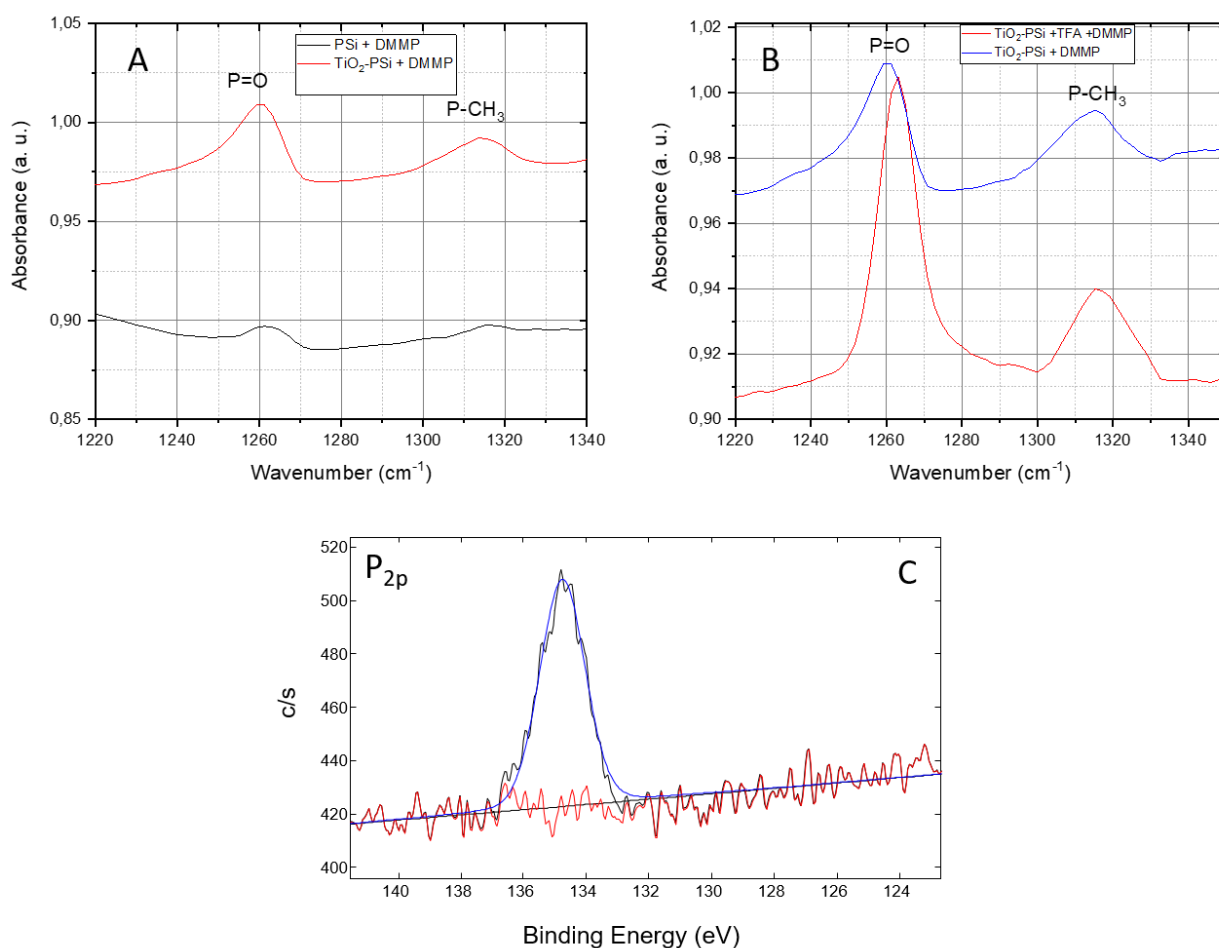 A
PSi + DMMP
TiO₂-PSi + DMMP
P=O
P-CH₃
1,05
1,00
0,95
0,90
0,85
Absorbance (a. u.)
1220 1240 1260 1280 1300 1320 1340
Wavenumber (cm⁻¹)
B
TiO₂-PSi +TFA +DMMP
TiO₂-PSi + DMMP
P=O
P-CH₃
1,02
1,00
0,98
0,96
0,94
0,92
0,90
Absorbance (a. u.)
1220 1240 1260 1280 1300 1320 1340
Wavenumber (cm⁻¹)
P₂ₚ
C
520
500
480
460
440
420
400
c/s
140 138 136 134 132 130 128 126 124
Binding Energy (eV)